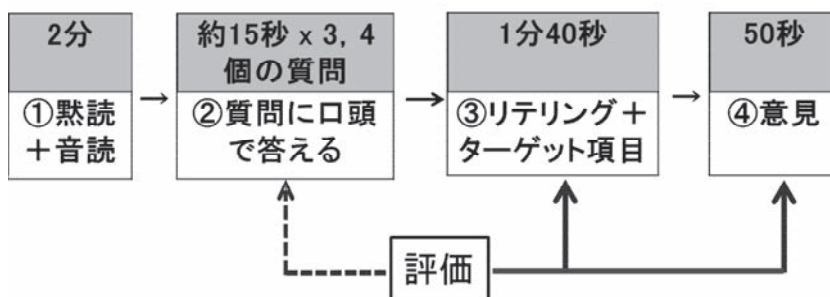 2分
約15秒 x 3, 4
個の質問
1分40秒
50秒
①黙読
＋音読
→
②質問に口頭
で答える
→
③リテリング＋
ターゲット項目
→
④意見
評価